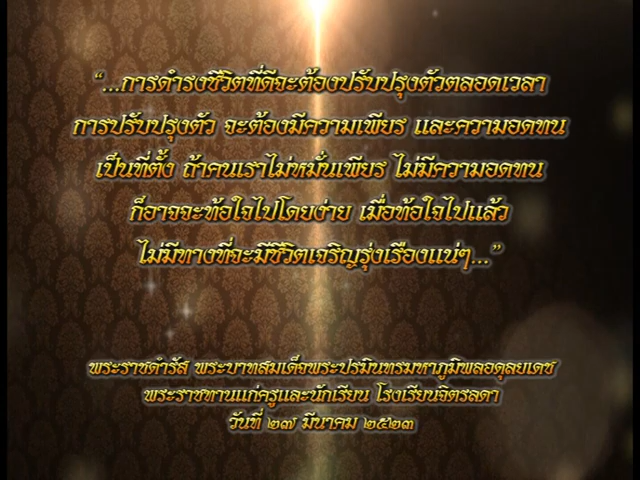 “...การดำรงชีวิตที่ดีจะต้องปรับปรุงตัวตลอดเวลา
การปรับปรุงตัว จะต้องมีความเพียร และความอดทน
เป็นที่ตั้ง ถ้าคนเราไม่หมั่นเพียร ไม่มีความอดทน
ก็อาจจะท้อใจไปโดยง่าย เมื่อท้อใจไปแล้ว
ไม่มีทางที่จะมีชีวิตเจริญรุ่งเรืองแน่ๆ...”
พระราชดำรัส พระบาทสมเด็จพระปรมินทรมหาภูมิพลอดุลยเดช
พระราชทานแก่ครูและนักเรียน โรงเรียนจิตรลดา
วันที่ ๒๗ มีนาคม ๒๕๒๓